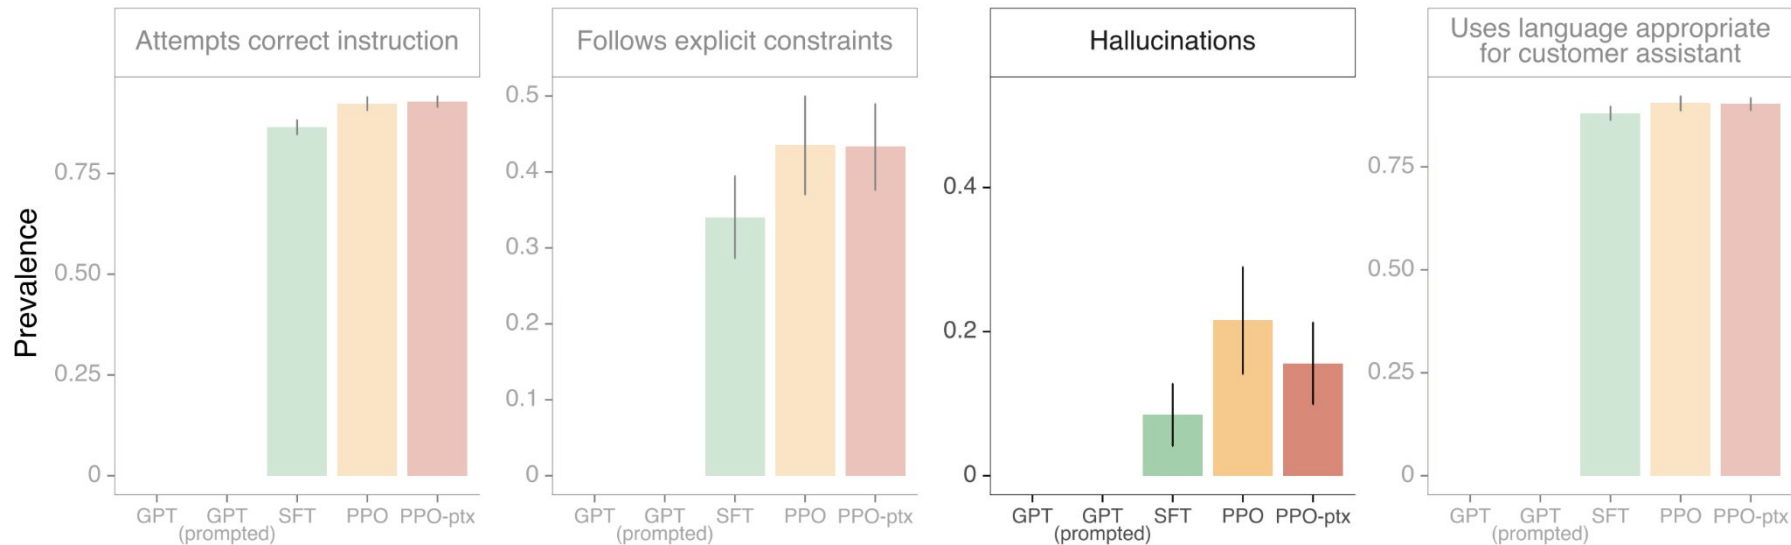 Attempts correct instruction
Follows explicit constraints
Hallucinations
Uses language appropriate
for customer assistant
Prevalence
0.75
0.50
0.25
0
GPT
GPT
(prompted)
SFT
PPO
PPO-ptx
0.5
0.4
0.3
0.2
0.1
0
GPT
GPT
(prompted)
SFT
PPO
PPO-ptx
0.4
0.2
0
GPT
GPT
(prompted)
SFT
PPO
PPO-ptx
0.75
0.50
0.25
0
GPT
GPT
(prompted)
SFT
PPO
PPO-ptx